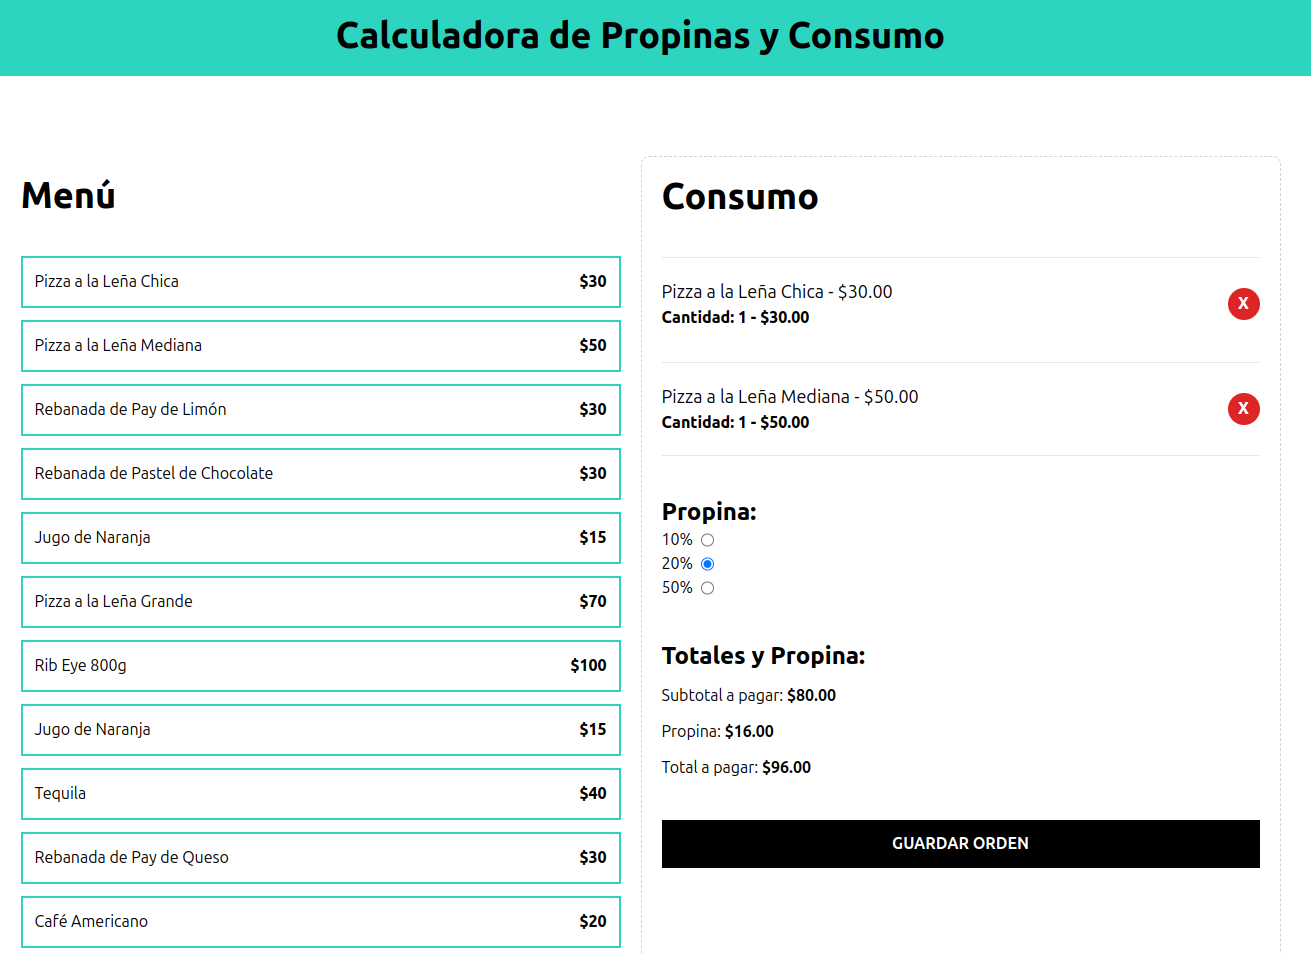 Calculadora de Propinas y Consumo
Menú
Pizza a la Leña Chica $30
Pizza a la Leña Mediana $50
Rebanada de Pay de Limón $30
Rebanada de Pastel de Chocolate $30
Jugo de Naranja $15
Pizza a la Leña Grande $70
Rib Eye 800g $100
Jugo de Naranja $15
Tequila $40
Rebanada de Pay de Queso $30
Café Americano $20
Consumo
Pizza a la Leña Chica - $30.00
Cantidad: 1 - $30.00
X
Pizza a la Leña Mediana - $50.00
Cantidad: 1 - $50.00
X
Propina:
10%
20%
50%
Totales y Propina:
Subtotal a pagar: $80.00
Propina: $16.00
Total a pagar: $96.00
GUARDAR ORDEN